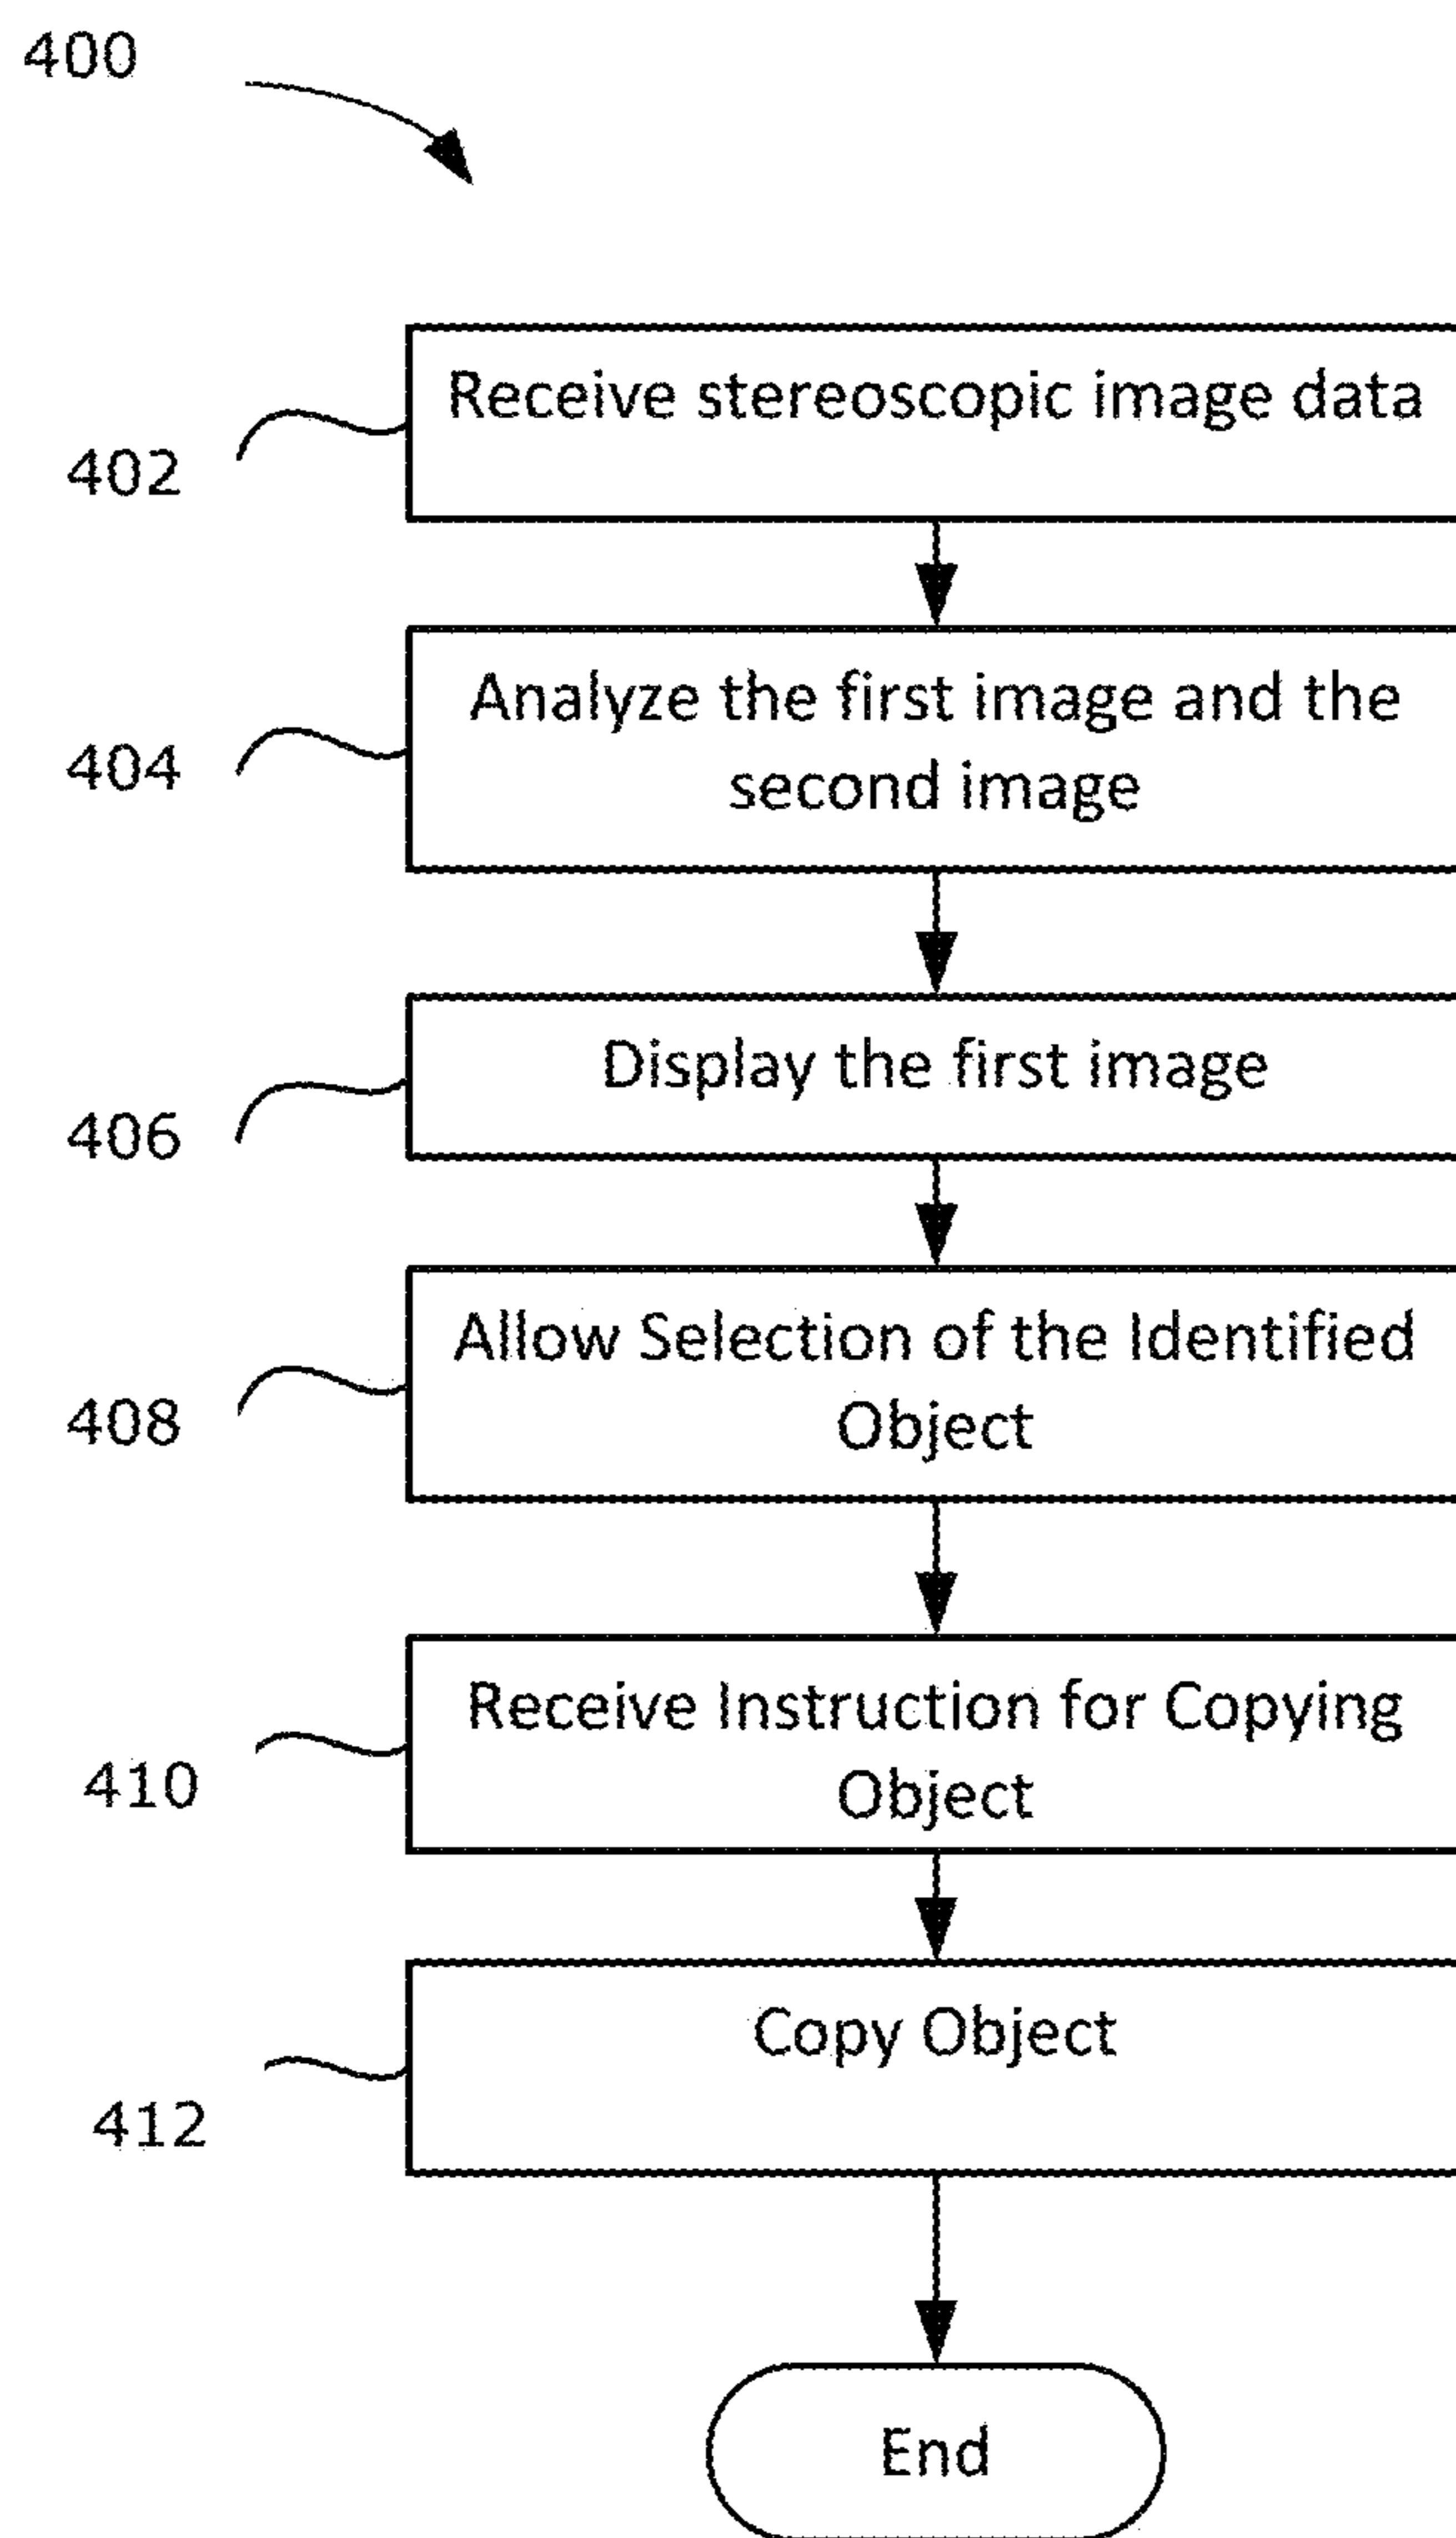 400
Receive stereoscopic image data
402
Analyze the first image and the
second image
404
Display the first image
406
Allow Selection of the Identified
Object
408
Receive Instruction for Copying
Object
410
Copy Object
412
End